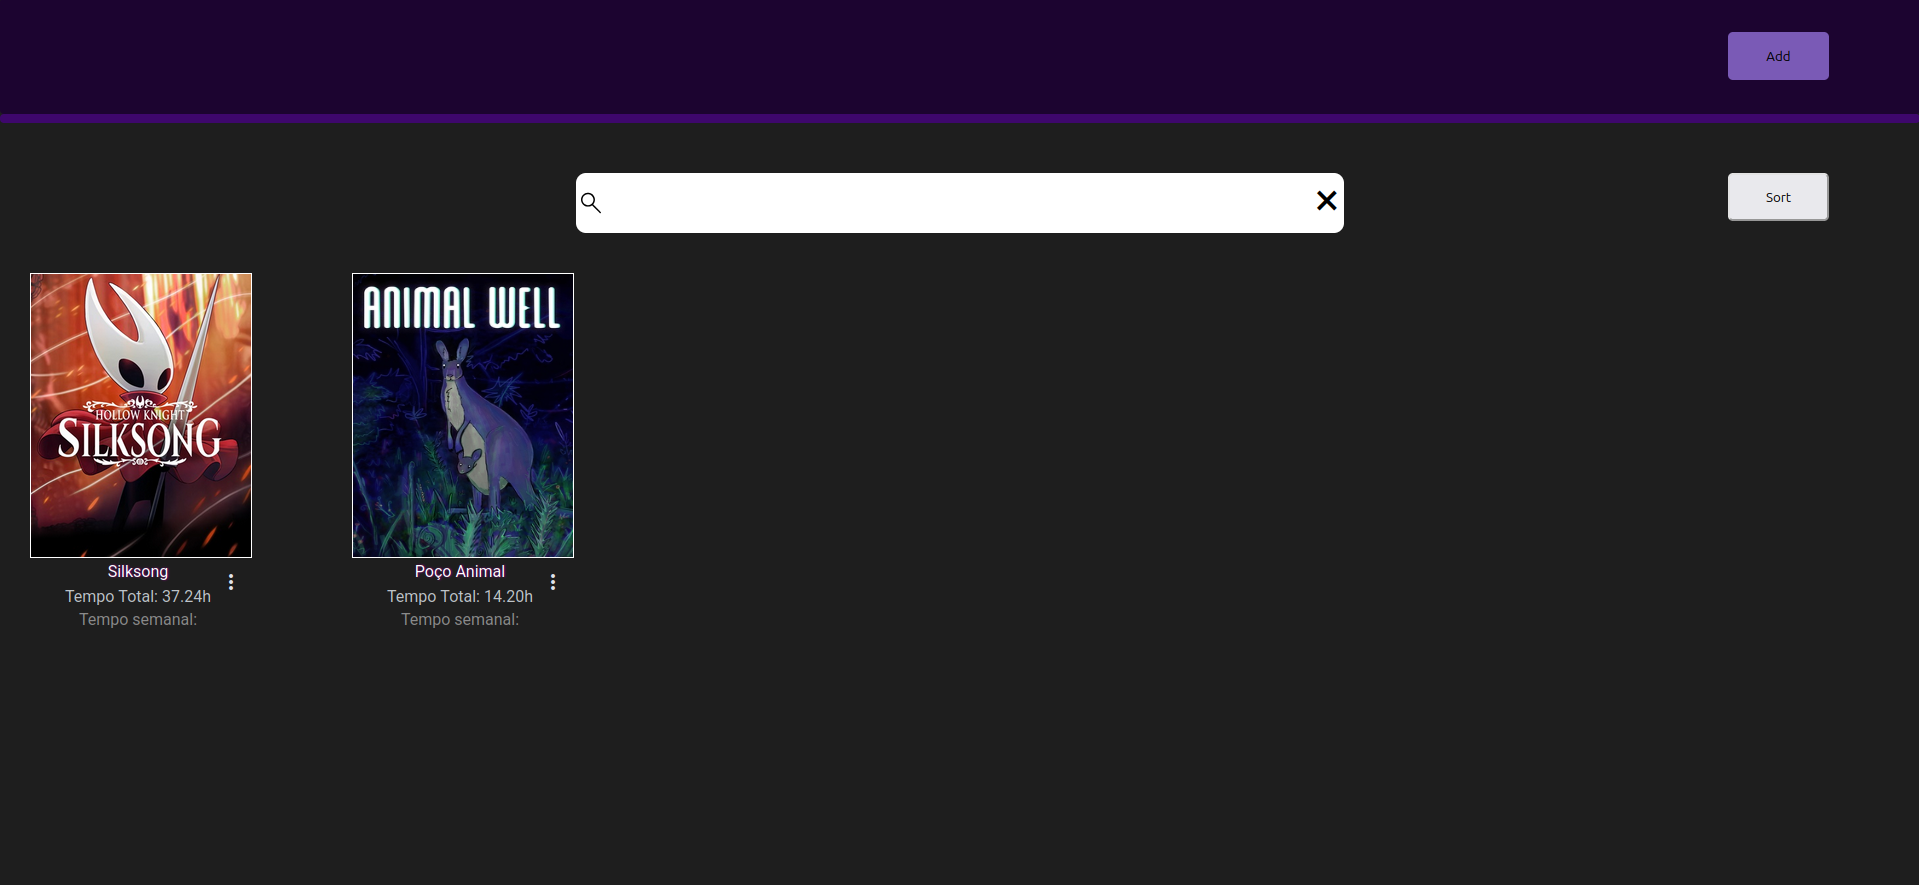 Add
Sort
HOLLOW KNIGHT
SILKSONG
ANIMAL WELL
Silksong
Tempo Total: 37.24h
Tempo semanal:
Poço Animal
Tempo Total: 14.20h
Tempo semanal: